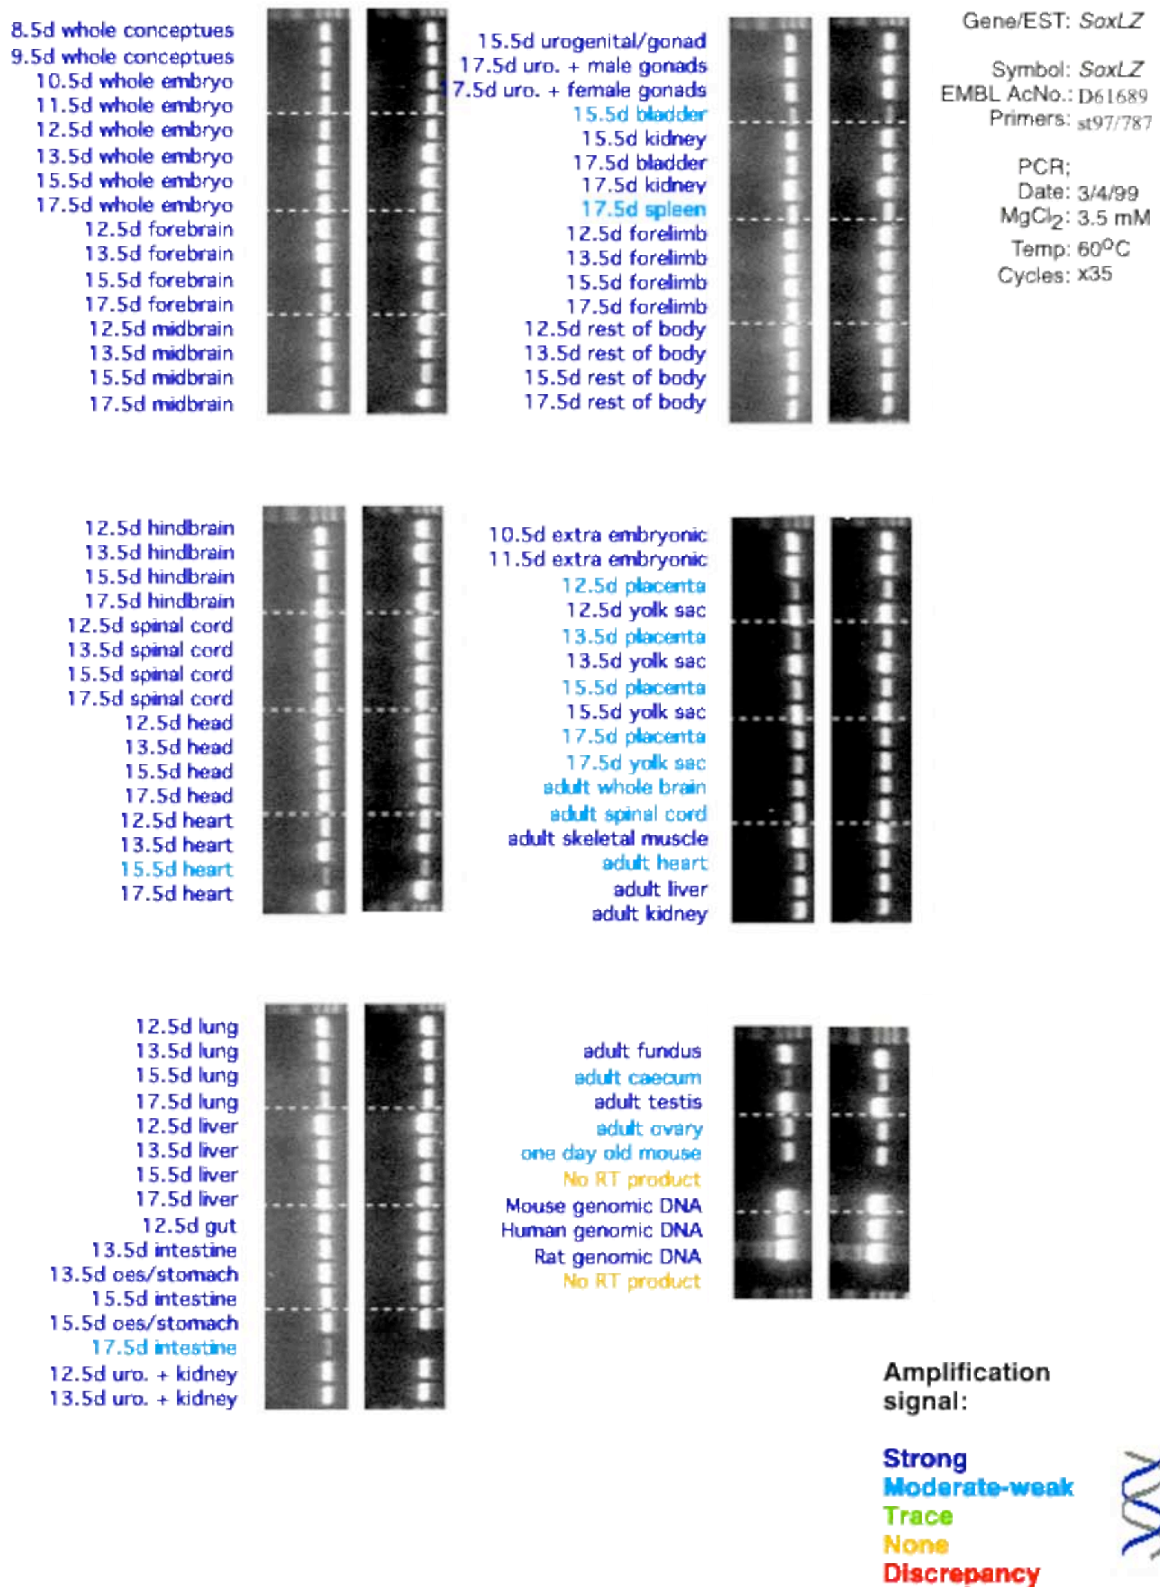 8.5d whole conceptues
9.5d whole conceptues
10.5d whole embryo
11.5d whole embryo
12.5d whole embryo
13.5d whole embryo
15.5d whole embryo
17.5d whole embryo
12.5d forebrain
13.5d forebrain
15.5d forebrain
17.5d forebrain
12.5d midbrain
13.5d midbrain
15.5d midbrain
17.5d midbrain
15.5d urogenital/gonad
17.5d uro. + male gonads
17.5d uro. + female gonads
15.5d bladder
15.5d kidney
17.5d bladder
17.5d kidney
17.5d spleen
12.5d forelimb
13.5d forelimb
15.5d forelimb
17.5d forelimb
12.5d rest of body
13.5d rest of body
15.5d rest of body
17.5d rest of body
Gene/EST: SoxLZ
Symbol: SoxLZ
EMBL AcNo.: D61689
Primers: st97/787
PCR;
Date: 3/4/99
MgCl2: 3.5 mM
Temp: 60°C
Cycles: x35
12.5d hindbrain
13.5d hindbrain
15.5d hindbrain
17.5d hindbrain
12.5d spinal cord
13.5d spinal cord
15.5d spinal cord
17.5d spinal cord
12.5d head
13.5d head
15.5d head
17.5d head
12.5d heart
13.5d heart
15.5d heart
17.5d heart
10.5d extra embryonic
11.5d extra embryonic
12.5d placenta
12.5d yolk sac
13.5d placenta
13.5d yolk sac
15.5d placenta
15.5d yolk sac
17.5d placenta
17.5d yolk sac
adult whole brain
adult spinal cord
adult skeletal muscle
adult heart
adult liver
adult kidney
12.5d lung
13.5d lung
15.5d lung
17.5d lung
12.5d liver
13.5d liver
15.5d liver
17.5d liver
12.5d gut
13.5d intestine
13.5d oes/stomach
15.5d intestine
15.5d oes/stomach
17.5d intestine
12.5d uro. + kidney
13.5d uro. + kidney
adult fundus
adult caecum
adult testis
adult ovary
one day old mouse
No RT product
Mouse genomic DNA
Human genomic DNA
Rat genomic DNA
No RT product
Amplification
signal:
Strong
Moderate-weak
Trace
None
Discrepancy